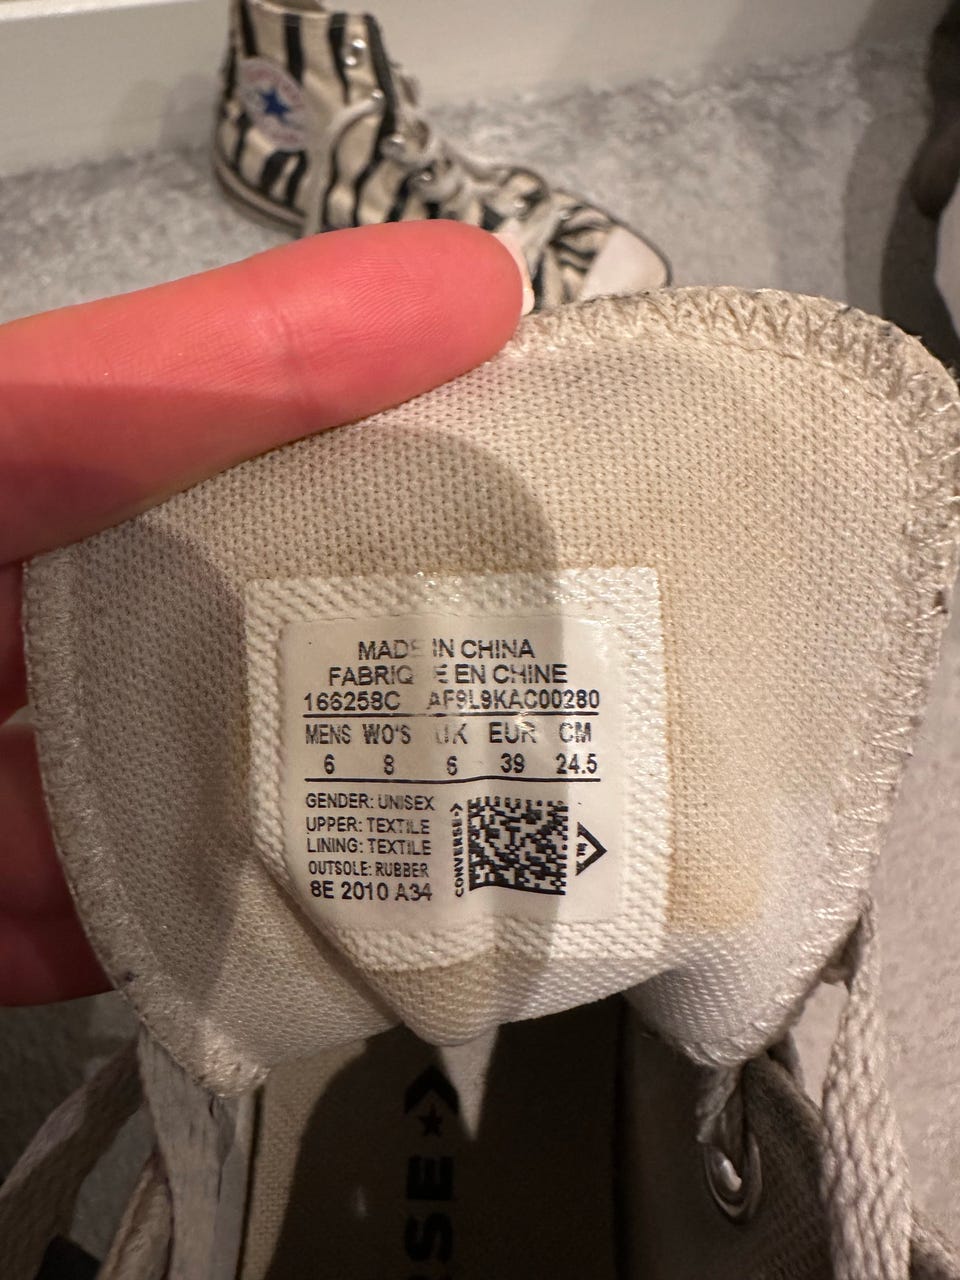 MADE IN CHINA
FABRIQUE EN CHINE
166258C AF9L9KAC00280
MENS WO'S UK EUR CM
6 8 6 39 24.5
GENDER: UNISEX
UPPER: TEXTILE
LINING: TEXTILE
OUTSOLE: RUBBER
8E 2010 A34
CONVERSE
RSE